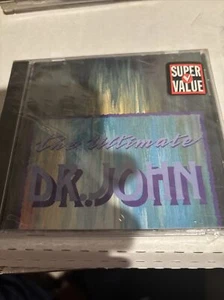 SUPER
VALUE
The Ultimate
DR. JOHN